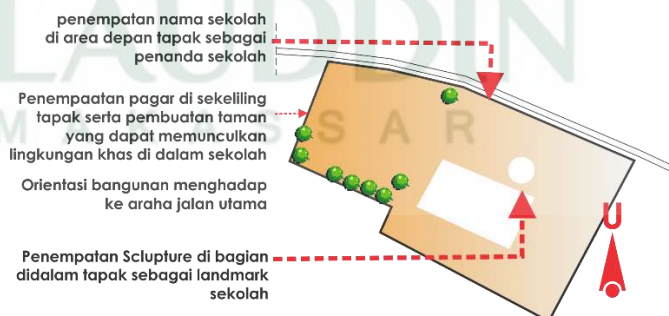 LAUDDIN
MAKASSAR
penempatan nama sekolah
di area depan tapak sebagai
penanda sekolah
Penempaatan pagar di sekeliling
tapak serta pembuatan taman
yang dapat memunculkan
lingkungan khas di dalam sekolah
Orientasi bangunan menghadap
ke araha jalan utama
Penempatan Sclupture di bagian
didalam tapak sebagai landmark
sekolah
U